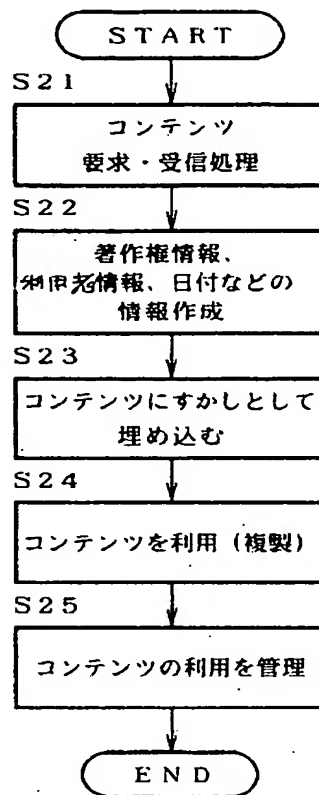 START
S21
コンテンツ
要求・受信処理
S22
著作権情報、
利用者情報、日付などの
情報作成
S23
コンテンツにすかしとして
埋め込む
S24
コンテンツを利用(複製)
S25
コンテンツの利用を管理
END